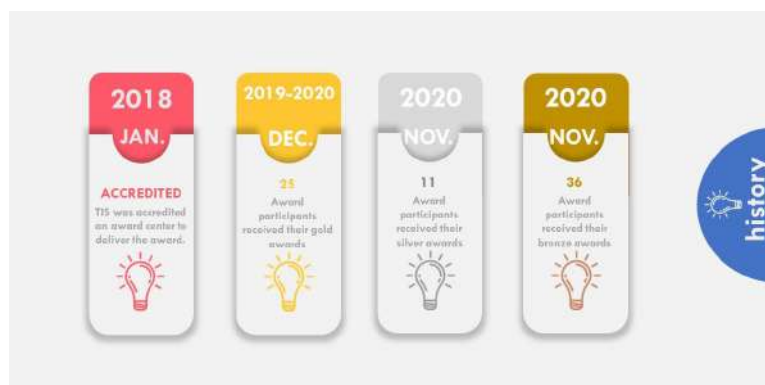 2018
JAN.
ACCREDITED
TIS was accredited
an award center to
deliver the award.
2019-2020
DEC.
25
Award
participants
received their gold
awards
2020
NOV.
11
Award
participants
received their
silver awards
2020
NOV.
36
Award
participants
received their
bronze awards
history